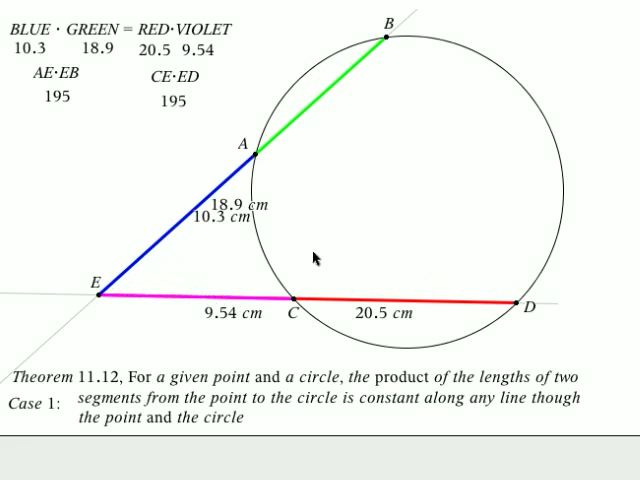 BLUE · GREEN = RED·VIOLET
10.3 18.9 20.5 9.54
AE·EB CE·ED
195 195
B
A
18.9 cm
10.3 cm
E
9.54 cm C 20.5 cm D
Theorem 11.12, For a given point and a circle, the product of the lengths of two
Case 1: segments from the point to the circle is constant along any line though
the point and the circle